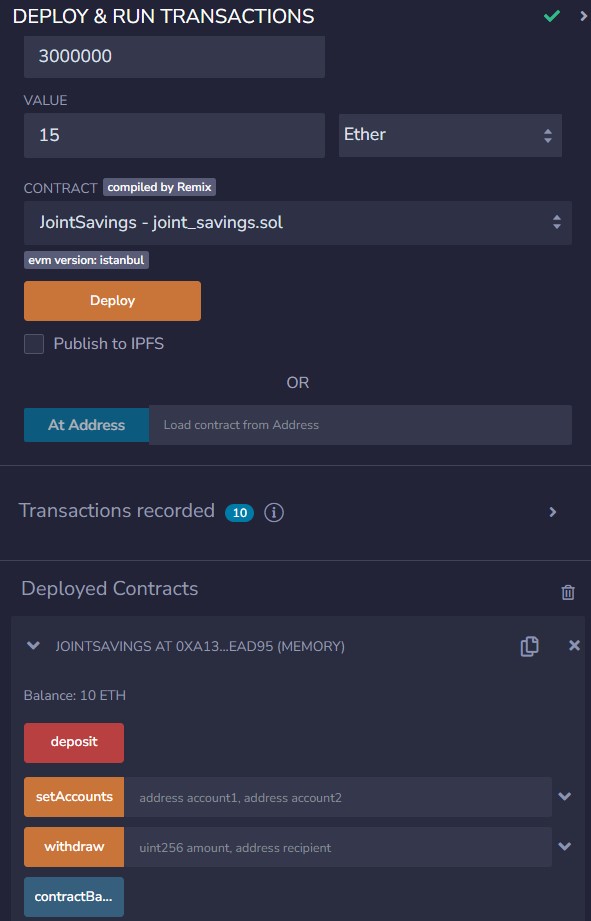 DEPLOY & RUN TRANSACTIONS
3000000
VALUE
15 Ether
CONTRACT compiled by Remix
JointSavings - joint_savings.sol
evm version: istanbul
Deploy
Publish to IPFS
OR
At Address Load contract from Address
Transactions recorded 10 i
Deployed Contracts
JOINTSAVINGS AT 0XA13...EAD95 (MEMORY)
Balance: 10 ETH
deposit
setAccounts address account1, address account2
withdraw uint256 amount, address recipient
contractBa...